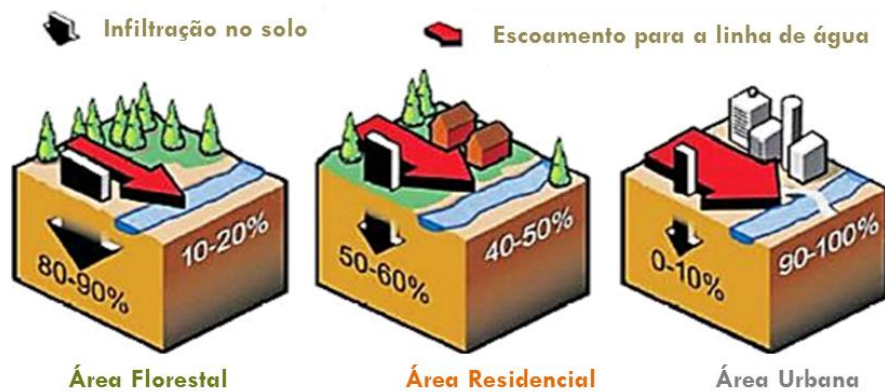 Infiltração no solo
Escoamento para a linha de água
80-90%
10-20%
50-60%
40-50%
0-10%
90-100%
Área Florestal
Área Residencial
Área Urbana